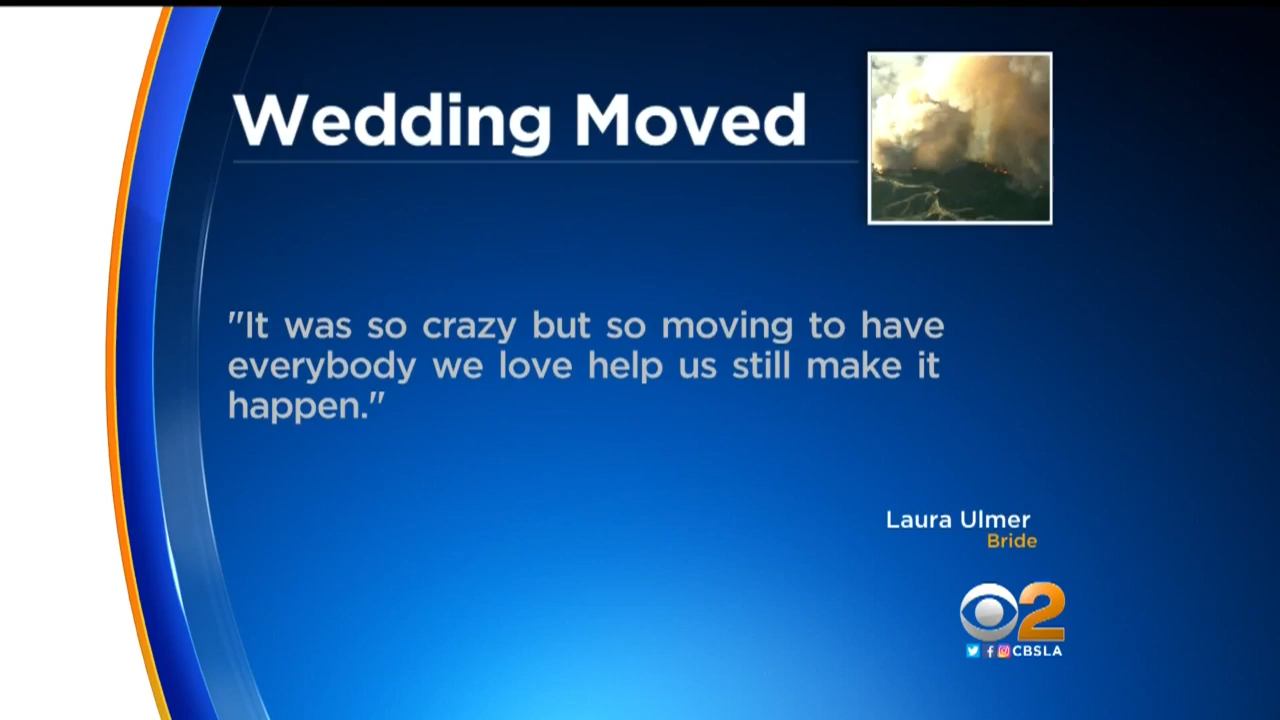 Wedding Moved
"It was so crazy but so moving to have
everybody we love help us still make it
happen."
Laura Ulmer
Bride
2
CBSLA